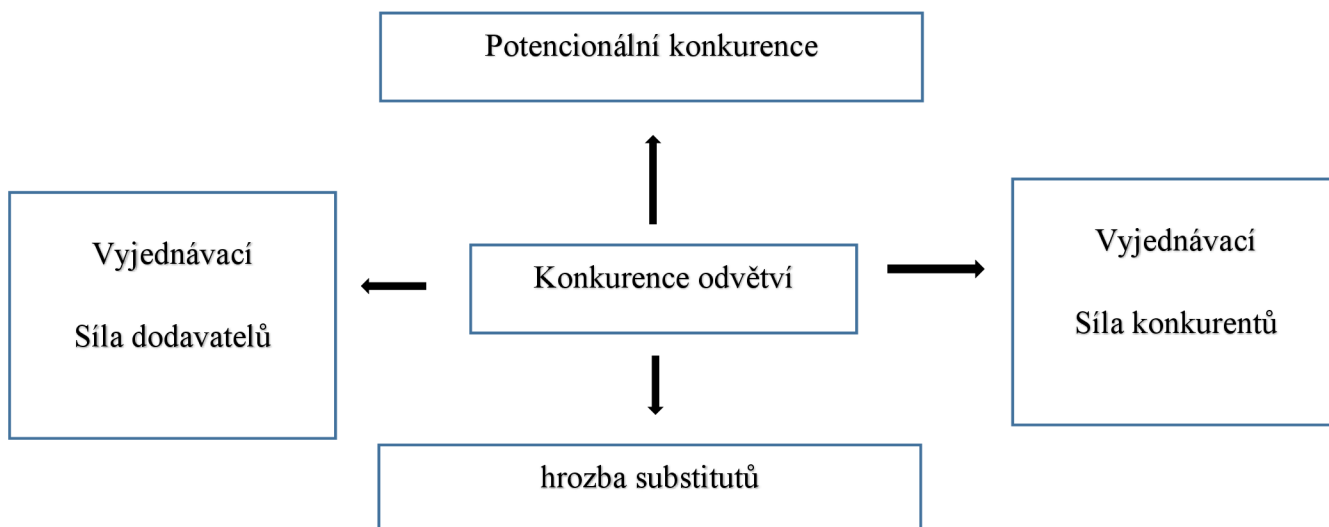 Potencionální konkurence
Vyjednávací
Síla dodavatelů
Konkurence odvětví
Vyjednávací
Síla konkurentů
hrozba substitutů